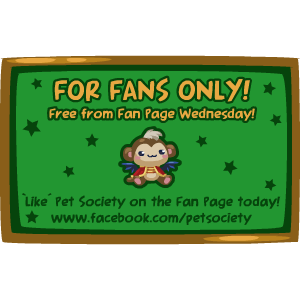 FOR FANS ONLY!
Free from Fan Page Wednesday!
`Like´ Pet Society on the Fan Page today!
www.facebook.com/petsociety